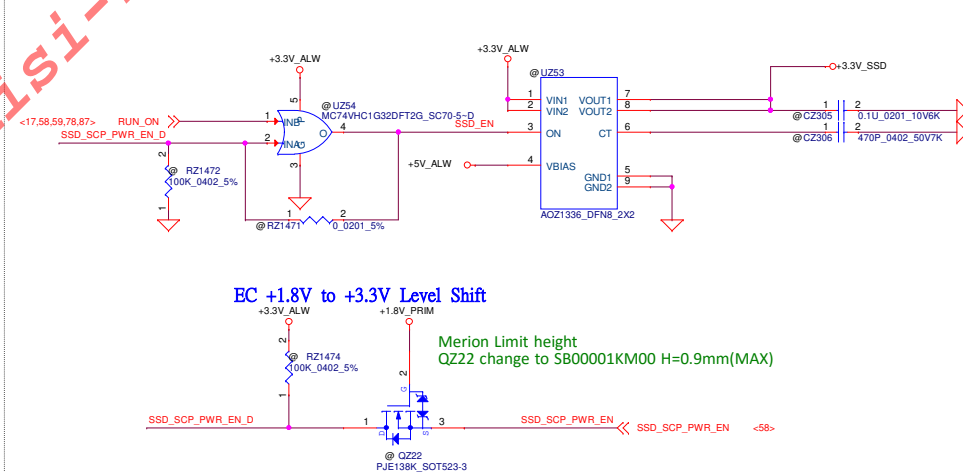 isi-
+3.3V_ALW
@ UZ54
MC74VHC1G32DFT2G_SC70-5~D
<17,58,59,78,87> RUN_ON
SSD_SCP_PWR_EN_D
1
2
INB
INA
P
G
O
5
4
3
SSD_EN
2
@ RZ1472
100K_0402_5%
1
1 2
@ RZ1471 0_0201_5%
+3.3V_ALW
@ UZ53
1 VIN1 VOUT1 7
2 VIN2 VOUT2 8
3 ON CT 6
+5V_ALW 4 VBIAS
GND1 5
GND2 9
AOZ1336_DFN8_2X2
+3.3V_SSD
1 2
@ CZ305 0.1U_0201_10V6K
1 2
@ CZ306 470P_0402_50V7K
EC +1.8V to +3.3V Level Shift
+3.3V_ALW
+1.8V_PRIM
2
@ RZ1474
100K_0402_5%
1
Merion Limit height
QZ22 change to SB00001KM00 H=0.9mm(MAX)
2
G
SSD_SCP_PWR_EN_D 1 D S 3 SSD_SCP_PWR_EN SSD_SCP_PWR_EN <58>
@ QZ22
PJE138K_SOT523-3